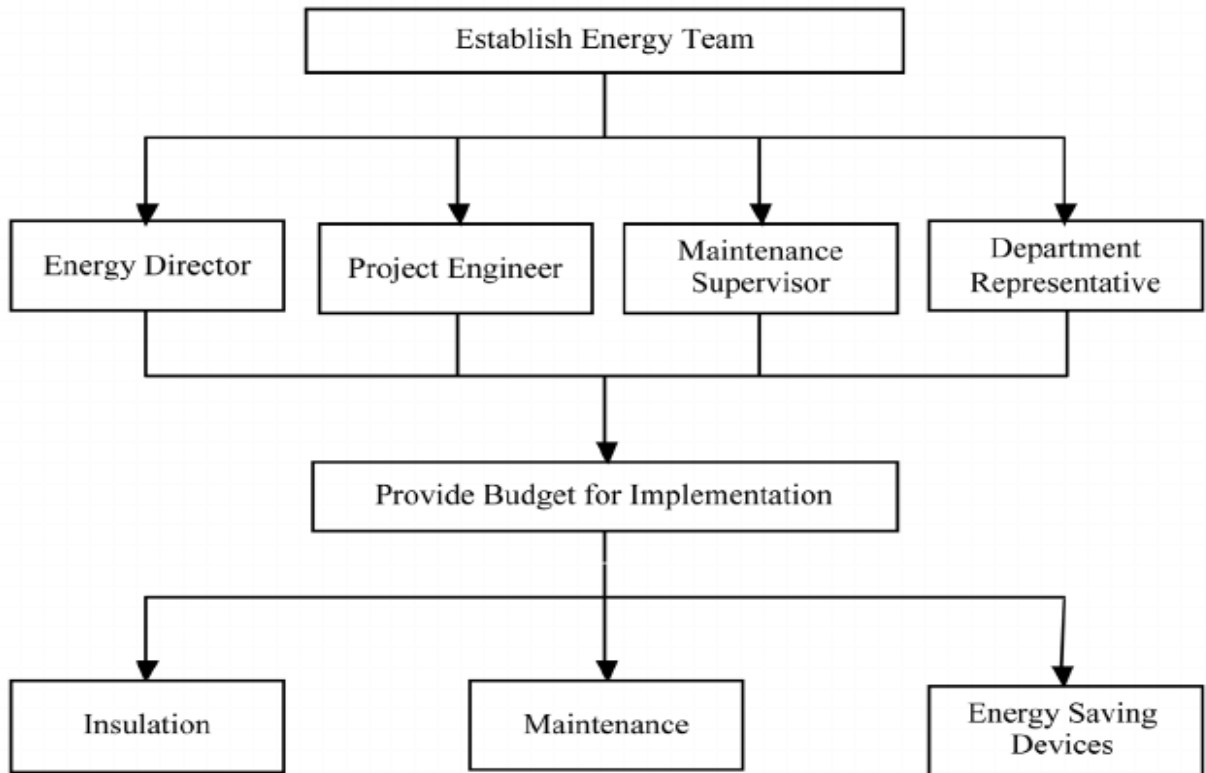 Establish Energy Team
Energy Director
Project Engineer
Maintenance
Supervisor
Department
Representative
Provide Budget for Implementation
Insulation
Maintenance
Energy Saving
Devices